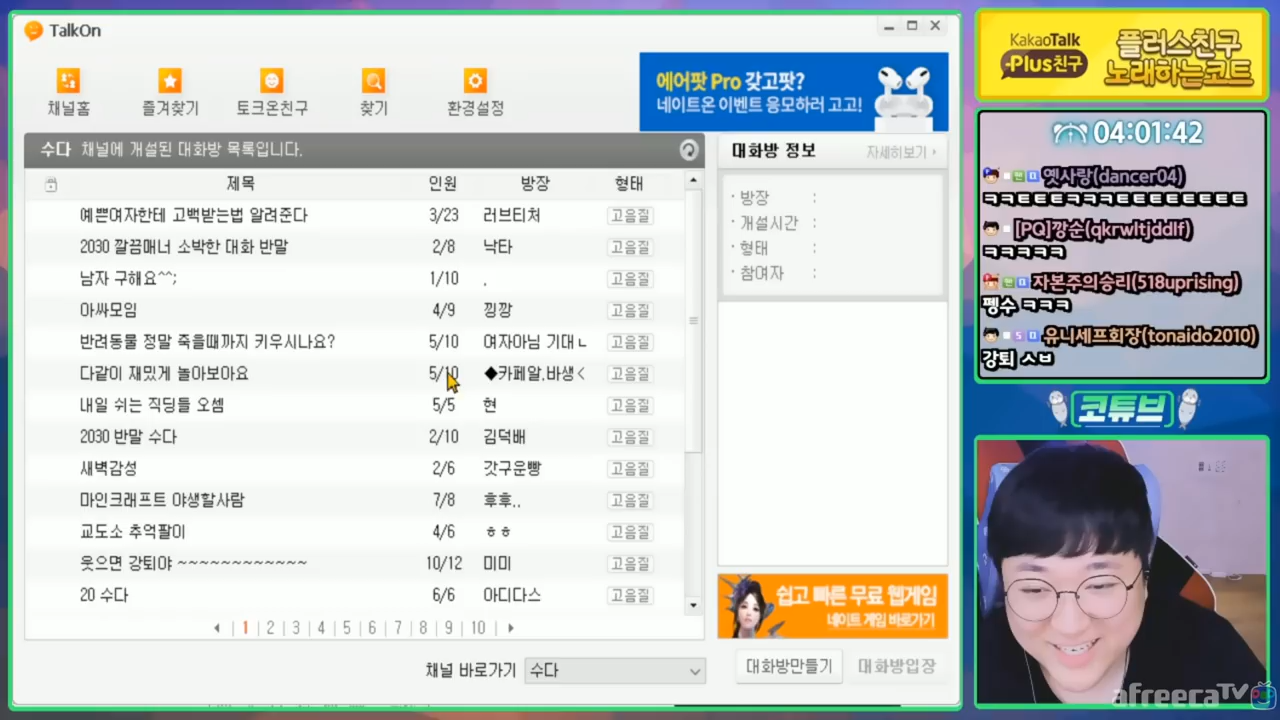 TalkOn
채널홈
즐겨찾기
토크온친구
찾기
환경설정
에어팟 Pro 갖고팟?
네이트온 이벤트 응모하러 고고!
수다 채널에 개설된 대화방 목록입니다.
제목 인원 방장 형태
예쁜여자한테 고백받는법 알려준다 3/23 러브티처 고음질
2030 깔끔매너 소박한 대화 반말 2/8 낙타 고음질
남자 구해요^^; 1/10 . 고음질
아싸모임 4/9 낑깡 고음질
반려동물 정말 죽을때까지 키우시나요? 5/10 여자아님 기대ㄴ 고음질
다같이 재밌게 놀아보아요 5/10 ◆카페알.바생< 고음질
내일 쉬는 직딩들 오셈 5/5 현 고음질
2030 반말 수다 2/10 김덕배 고음질
새벽감성 2/6 갓구운빵 고음질
마인크래프트 야생할사람 7/8 후후.. 고음질
교도소 추억팔이 4/6 ㅎㅎ 고음질
웃으면 강퇴야 ~~~~~~~~~~~~ 10/12 미미 고음질
20 수다 6/6 아디다스 고음질
1 2 3 4 5 6 7 8 9 10
채널 바로가기 수다
대화방 정보 자세히보기
· 방장 :
· 개설시간 :
· 형태 :
· 참여자 :
쉽고 빠른 무료 웹게임
네이트 게임 바로가기
대화방만들기 대화방입장
KakaoTalk
Plus친구
플러스친구
노래하는코트
04:01:42
옛사랑(dancer04)
ㅋㅋㅌㅌㅋㅋㅋㅌㅌㅌㅌㅌㅌㅌㅌㅌ
[PQ]깡순(qkrwltjddlf)
ㅋㅋㅋㅋㅋ
자본주의승리(518uprising)
펭수 ㅋㅋㅋ
유니세프회장(tonaido2010)
강퇴 ㅅㅂ
코튜브
afreecaTV